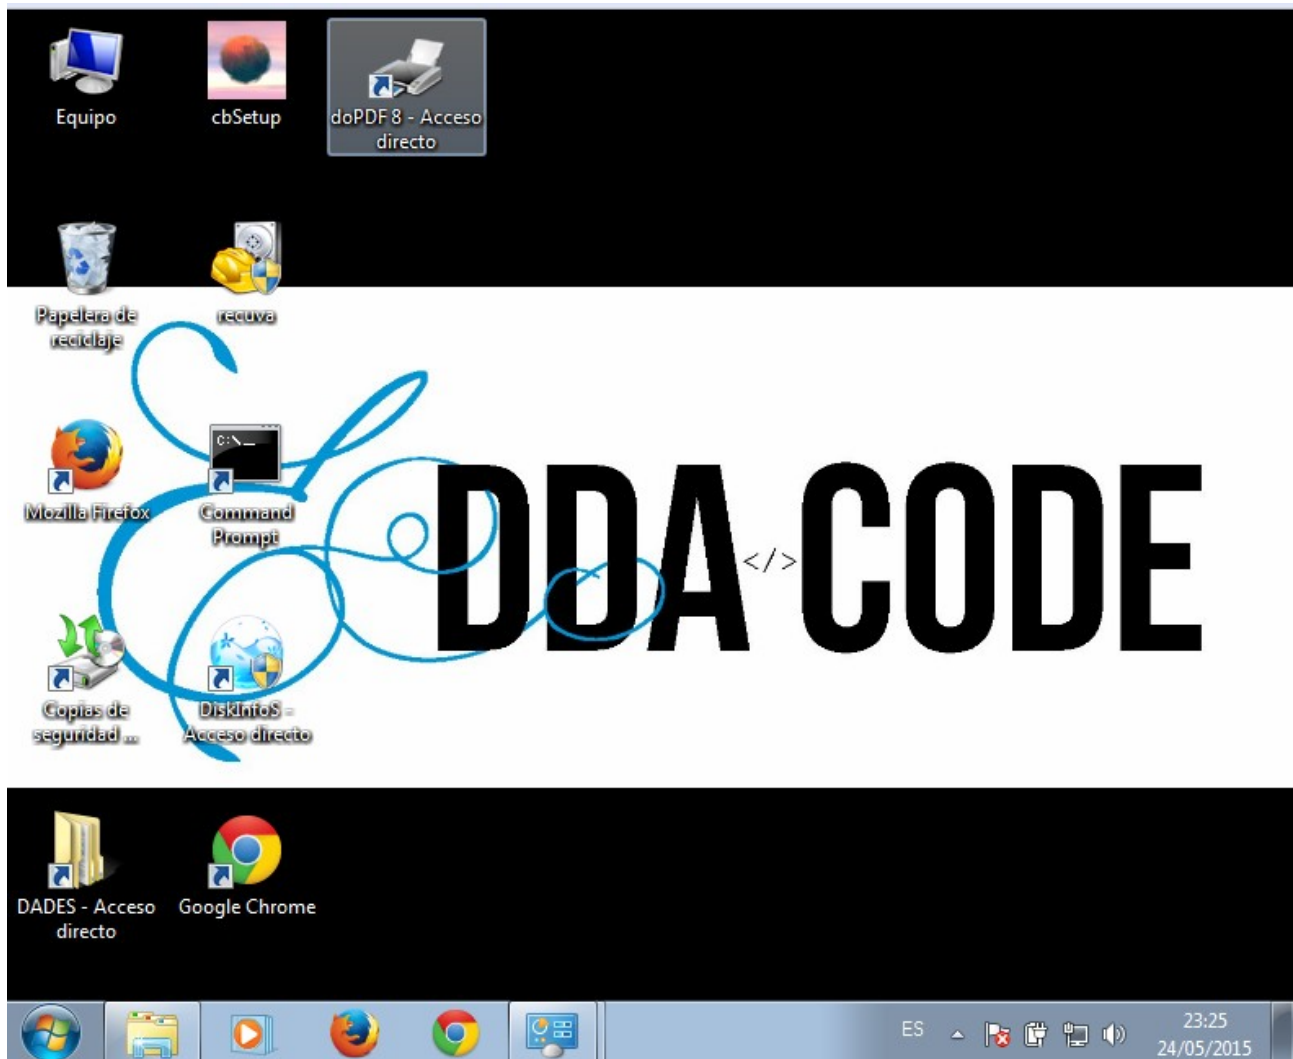 Equipo
cbSetup
doPDF 8 - Acceso
directo
Papelera de
reciclaje
recuva
Mozilla Firefox
C:\_
Command
Prompt
DDA </> CODE
Copias de
seguridad ...
DiskInfoS -
Acceso directo
DADES - Acceso
directo
Google Chrome
ES
23:25
24/05/2015